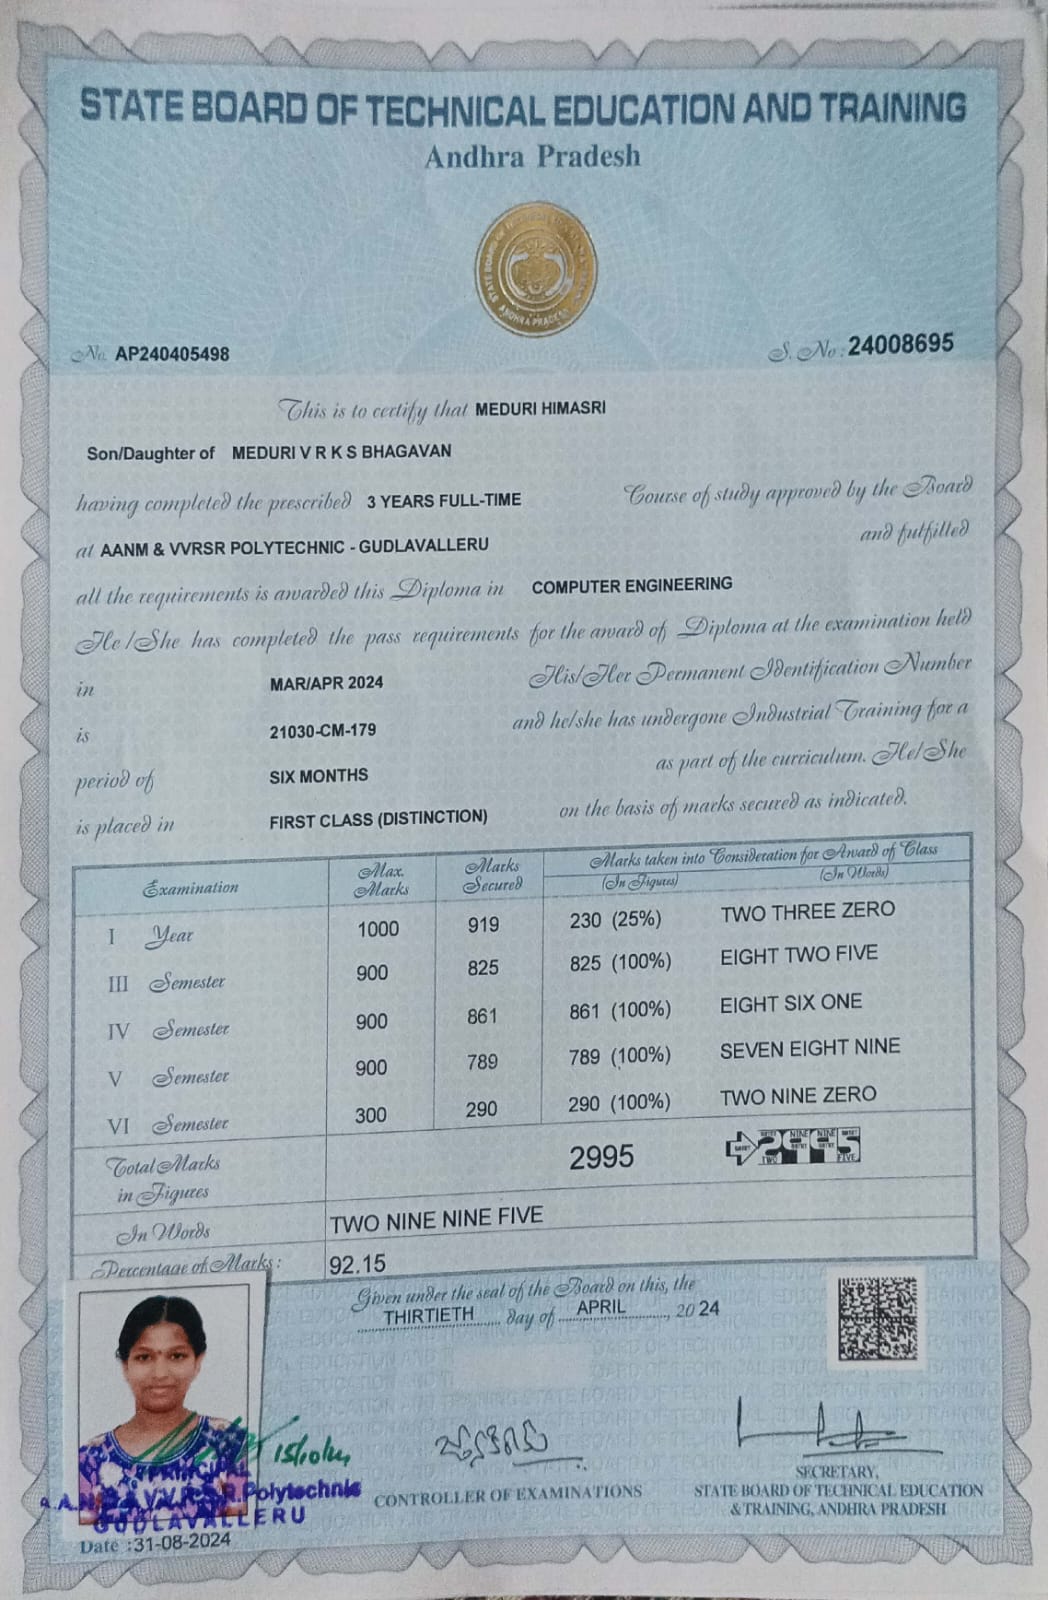 STATE BOARD OF TECHNICAL EDUCATION AND TRAINING
Andhra Pradesh
No. AP240405498
S. No : 24008695
This is to certify that MEDURI HIMASRI
Son/Daughter of MEDURI V R K S BHAGAVAN
having completed the prescribed 3 YEARS FULL-TIME Course of study approved by the Board
at AANM & VVRSR POLYTECHNIC - GUDLAVALLERU and fulfilled
all the requirements is awarded this Diploma in COMPUTER ENGINEERING
He/She has completed the pass requirements for the award of Diploma at the examination held
in MAR/APR 2024 His/Her Permanent Identification Number
is 21030-CM-179 and he/she has undergone Industrial Training for a
period of SIX MONTHS as part of the curriculum. He/She
is placed in FIRST CLASS (DISTINCTION) on the basis of marks secured as indicated.
Examination Max. Marks Marks Secured Marks taken into Consideration for Award of Class
(In Figures) (In Words)
I Year 1000 919 230 (25%) TWO THREE ZERO
III Semester 900 825 825 (100%) EIGHT TWO FIVE
IV Semester 900 861 861 (100%) EIGHT SIX ONE
V Semester 900 789 789 (100%) SEVEN EIGHT NINE
VI Semester 300 290 290 (100%) TWO NINE ZERO
Total Marks in Figures 2995 2995
In Words TWO NINE NINE FIVE
Percentage of Marks : 92.15
Given under the seal of the Board on this, the
THIRTIETH day of APRIL, 2024
PRINCIPAL
A.A.N.M & V.V.R.S.R. Polytechnic
GUDLAVALLERU
Date :31-08-2024
CONTROLLER OF EXAMINATIONS
SECRETARY,
STATE BOARD OF TECHNICAL EDUCATION
& TRAINING, ANDHRA PRADESH